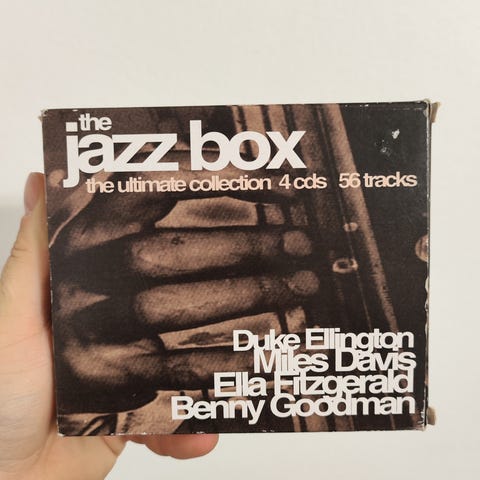 the
jazz box
the ultimate collection 4 cds 56 tracks
Duke Ellington
Miles Davis
Ella Fitzgerald
Benny Goodman